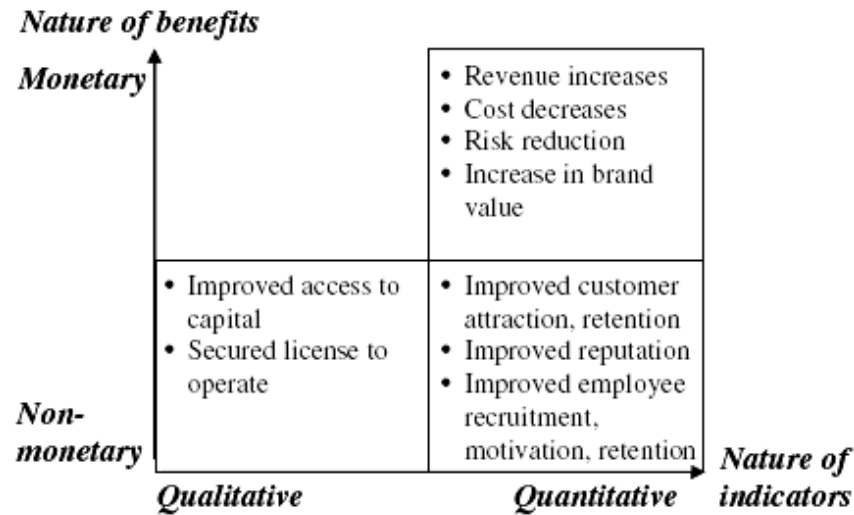 Nature of benefits
Monetary
• Revenue increases
• Cost decreases
• Risk reduction
• Increase in brand
value
• Improved access to
capital
• Secured license to
operate
• Improved customer
attraction, retention
• Improved reputation
• Improved employee
recruitment,
motivation, retention
Non-
monetary
Qualitative
Quantitative
Nature of
indicators